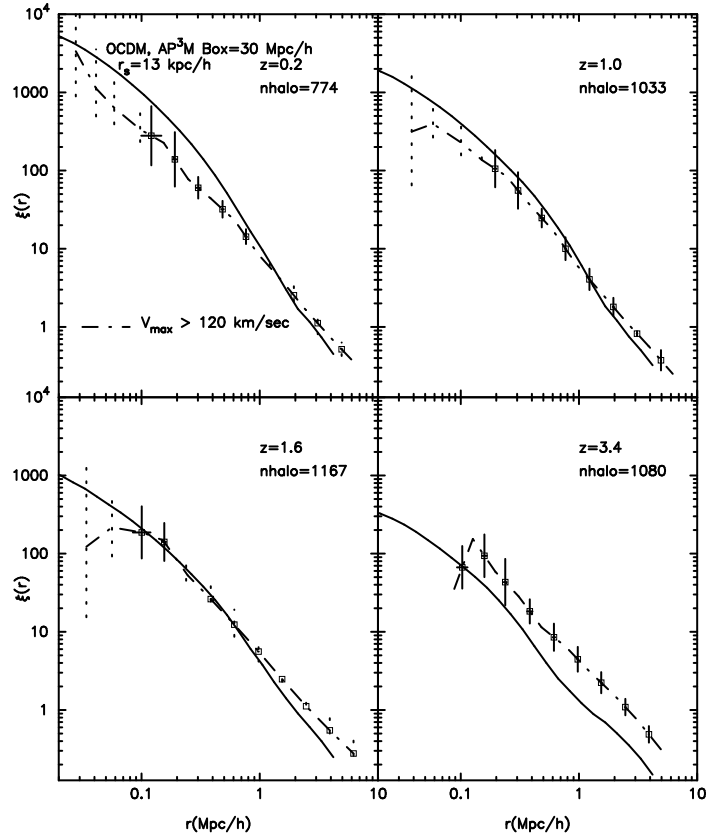 10⁴
1000
100
10
1
ξ(r)
OCDM, AP³M Box=30 Mpc/h
r_s=13 kpc/h
z=0.2
nhalo=774
V_max > 120 km/sec
z=1.0
nhalo=1033
10⁴
1000
100
10
1
ξ(r)
z=1.6
nhalo=1167
z=3.4
nhalo=1080
0.1
1
10
0.1
1
10
r(Mpc/h)
r(Mpc/h)